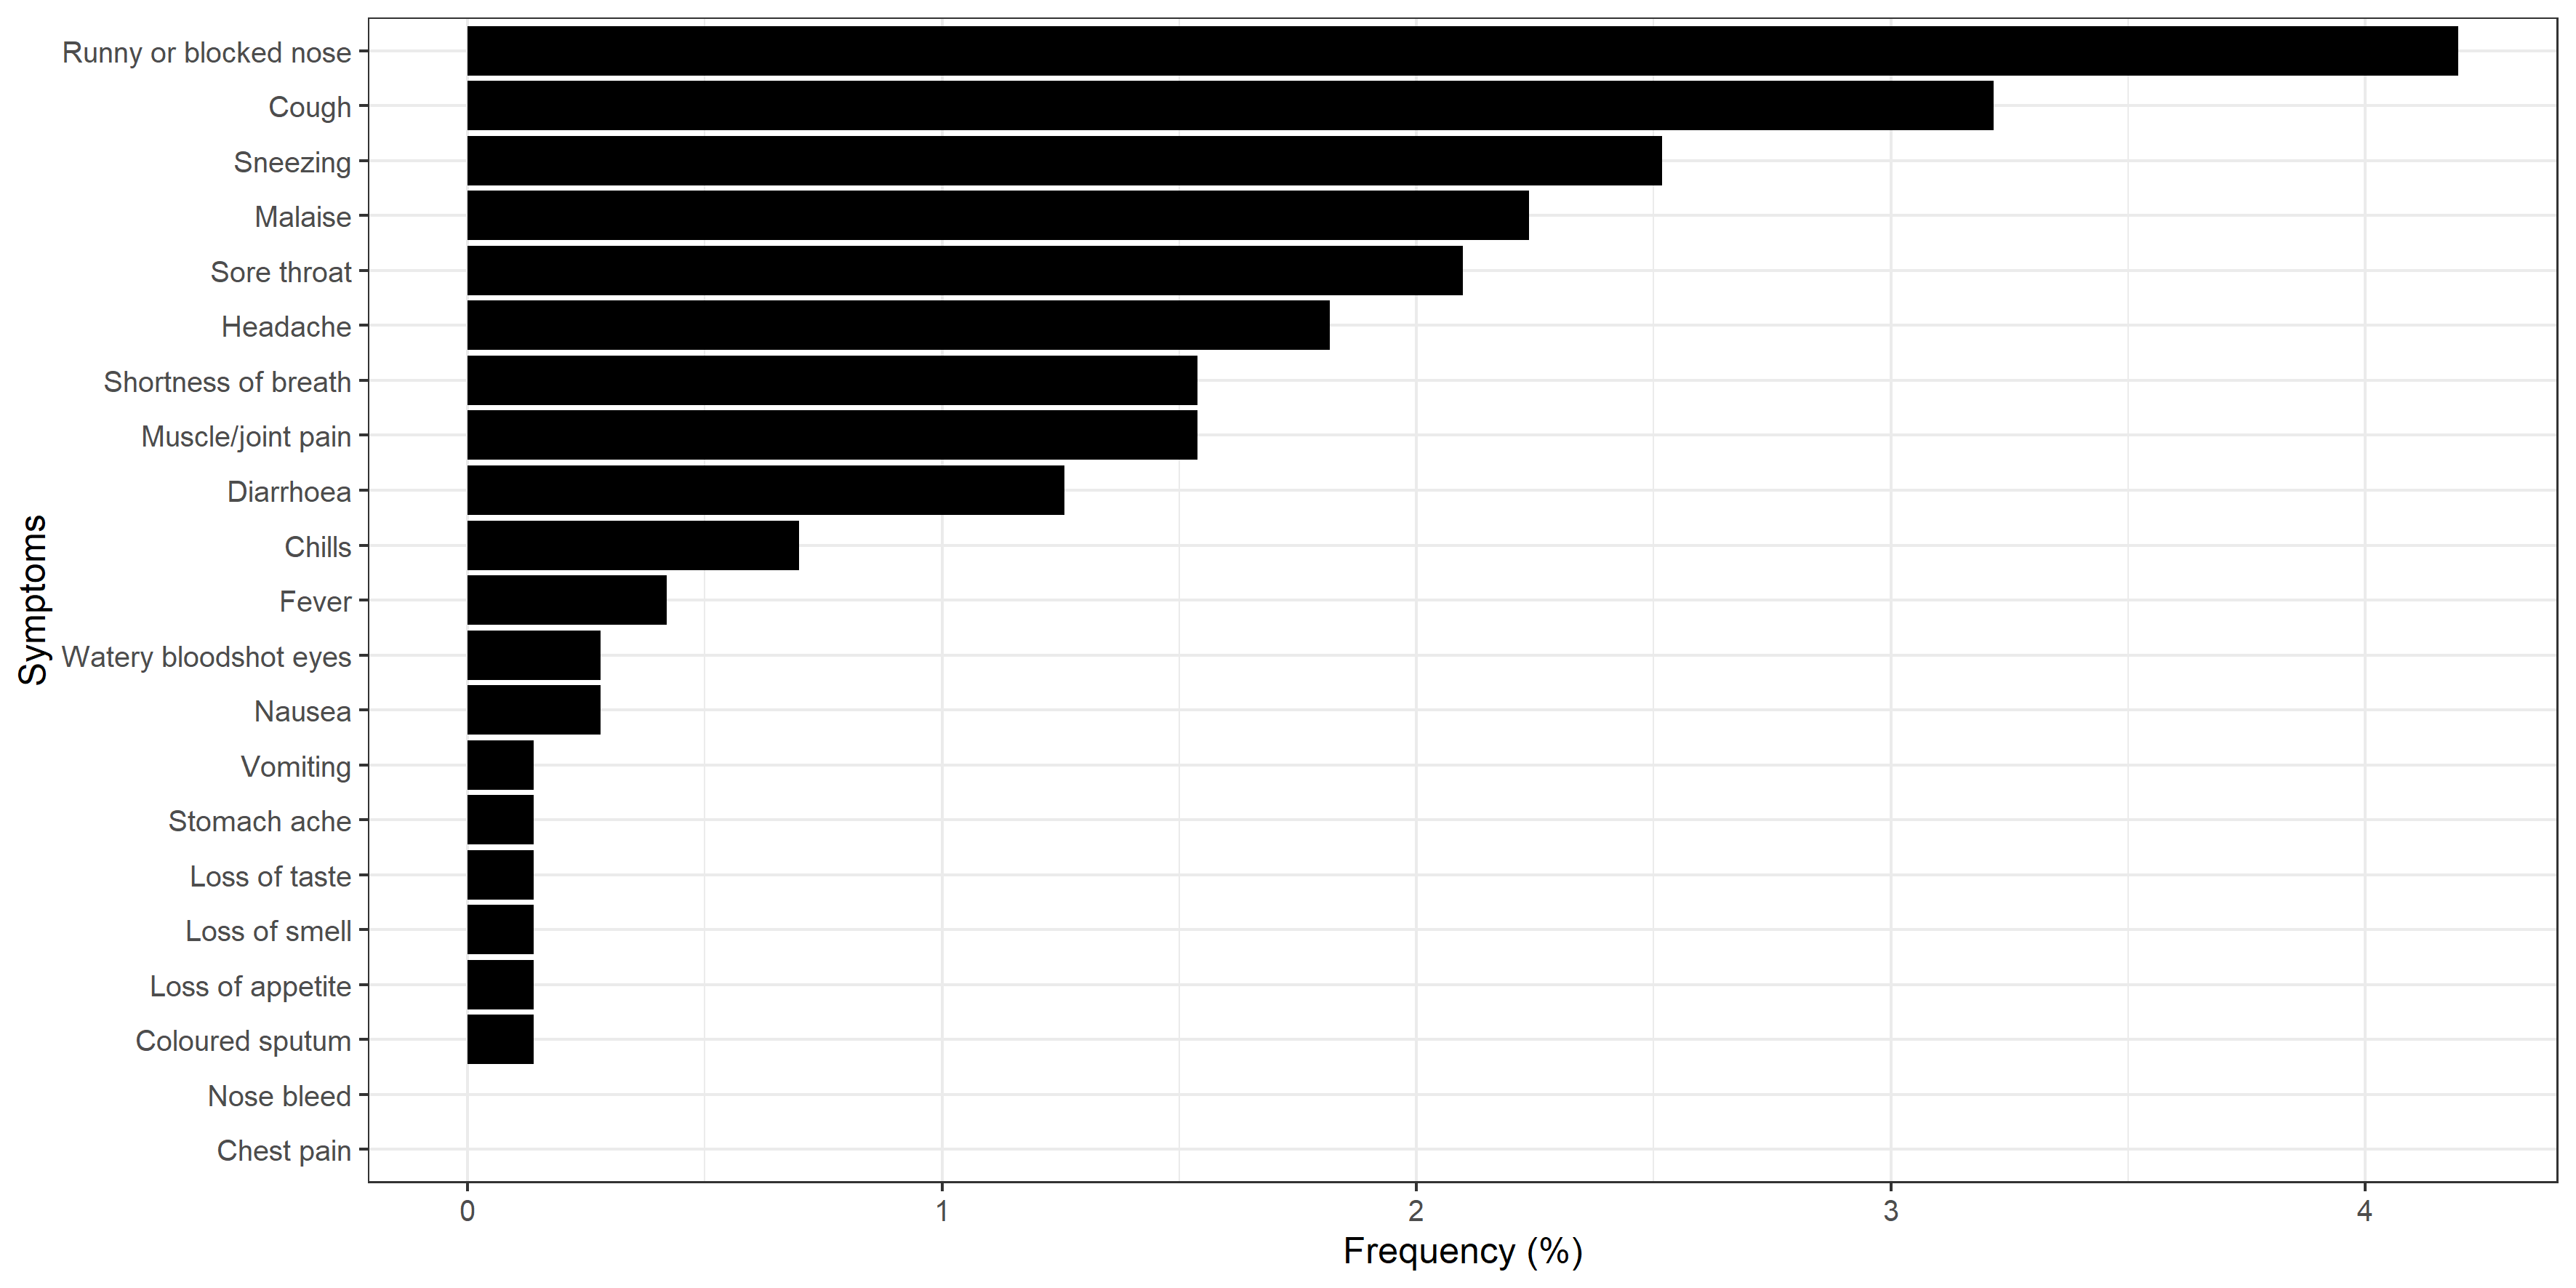 Symptoms
Runny or blocked nose
Cough
Sneezing
Malaise
Sore throat
Headache
Shortness of breath
Muscle/joint pain
Diarrhoea
Chills
Fever
Watery bloodshot eyes
Nausea
Vomiting
Stomach ache
Loss of taste
Loss of smell
Loss of appetite
Coloured sputum
Nose bleed
Chest pain
0 1 2 3 4
Frequency (%)